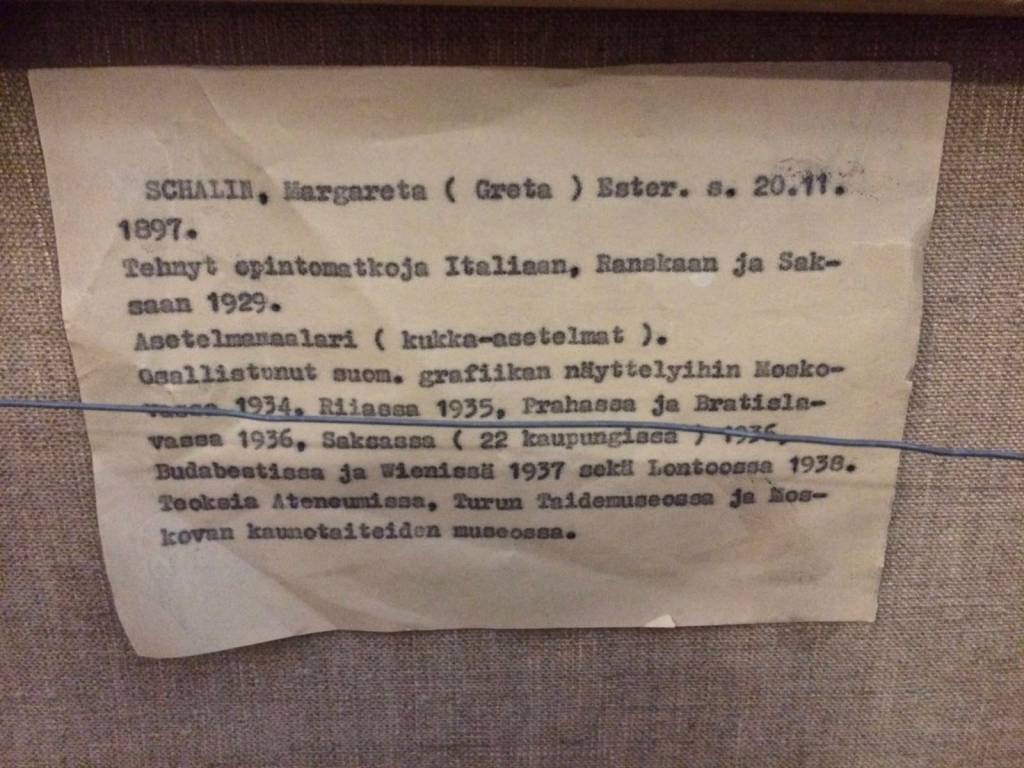 SCHALIN, Margareta ( Greta ) Ester. s. 20.11.
1897.
Tehnyt opintomatkoja Italiaan, Ranskaan ja Sak-
saan 1929.
Asetelmamaalari ( kukka-asetelmat ).
Osallistunut suom. grafiikan näyttelyihin Mosko-
vassa 1934, Riiassa 1935, Prahassa ja Bratisla-
vassa 1936, Saksassa ( 22 kaupungissa ) 1936,
Budabestissa ja Wienissä 1937 sekä Lontoossa 1938.
Teoksia Ateneumissa, Turun Taidemuseossa ja Mos-
kovan kaunotaiteiden museossa.